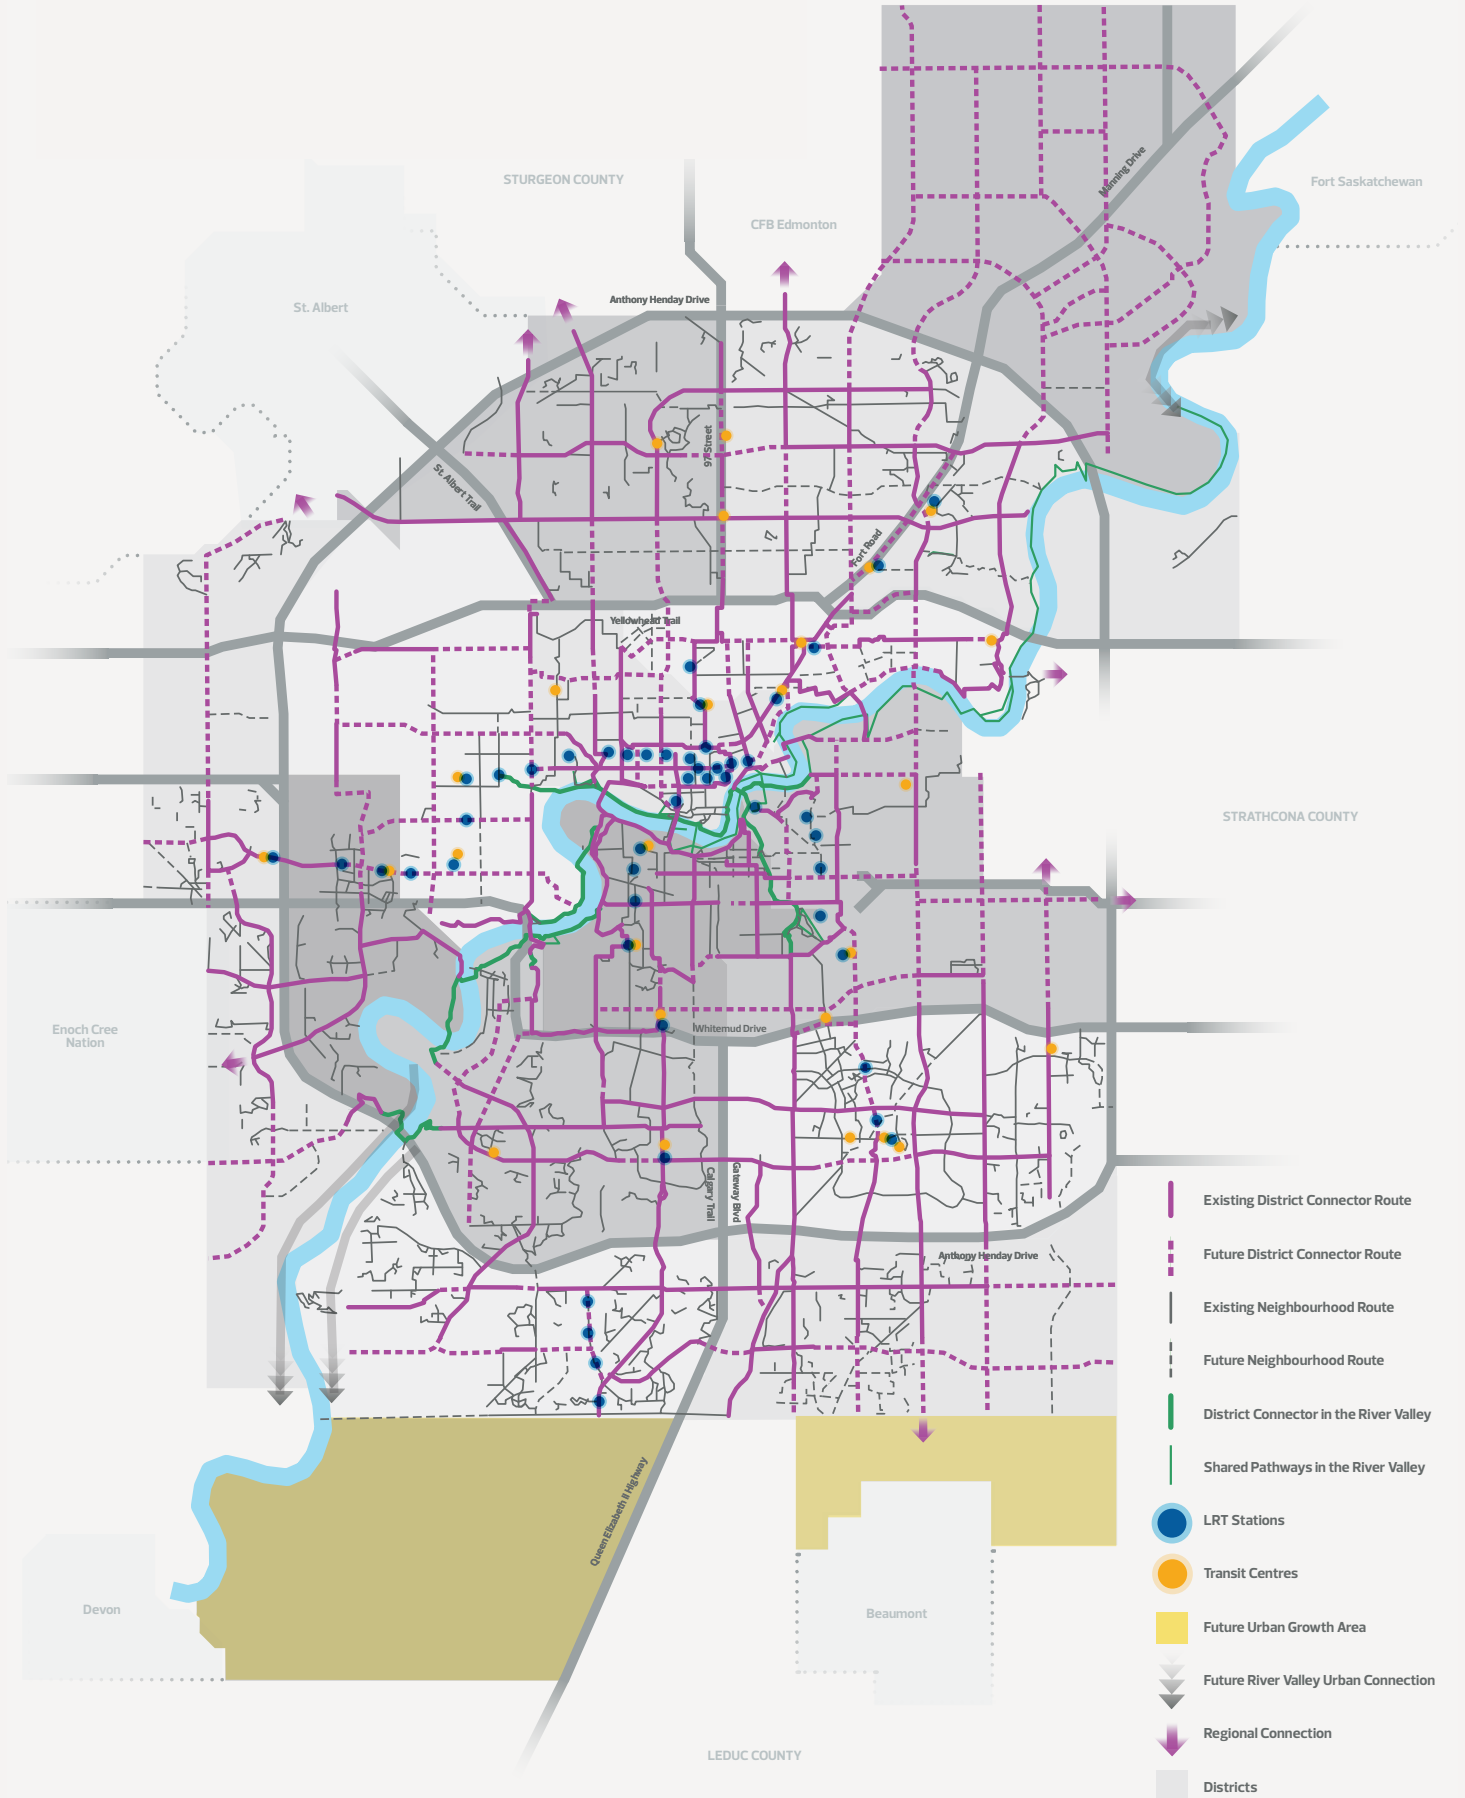 STURGEON COUNTY
Fort Saskatchewan
Manning Drive
CFB Edmonton
St. Albert
Anthony Henday Drive
97 Street
St. Albert Trail
Fort Road
Yellowhead Trail
STRATHCONA COUNTY
Enoch Cree
Nation
Whitemud Drive
Calgary Trail
Gateway Blvd
Anthony Henday Drive
Queen Elizabeth II Highway
Devon
Beaumont
LEDUC COUNTY
Existing District Connector Route
Future District Connector Route
Existing Neighbourhood Route
Future Neighbourhood Route
District Connector in the River Valley
Shared Pathways in the River Valley
LRT Stations
Transit Centres
Future Urban Growth Area
Future River Valley Urban Connection
Regional Connection
Districts